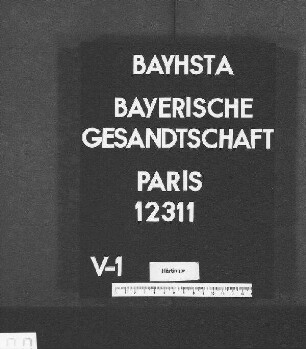 BAYHSTA
BAYERISCHE
GESANDTSCHAFT
PARIS
12311
V-1